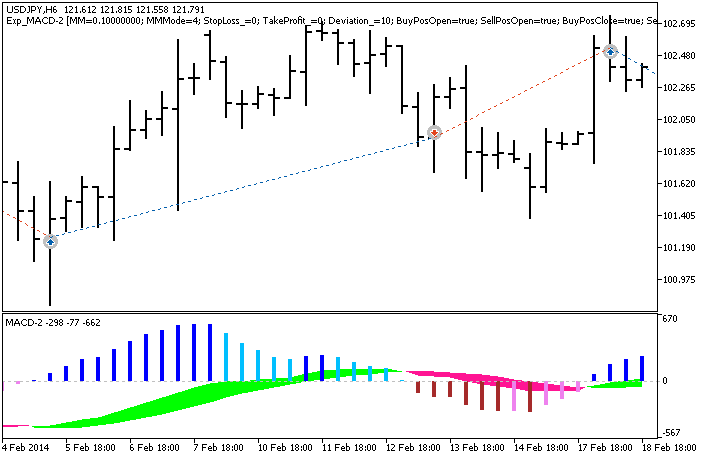 USDJPY,H6 121.612 121.815 121.558 121.791
Exp_MACD-2 [MM=0.10000000; MMMode=4; StopLoss_=0; TakeProfit_=0; Deviation_=10; BuyPosOpen=true; SellPosOpen=true; BuyPosClose=true; Se
102.695
102.480
102.265
102.050
101.835
101.620
101.405
101.190
100.975
MACD-2 -298 -77 -662
670
0
-567
4 Feb 2014
5 Feb 18:00
6 Feb 18:00
7 Feb 18:00
10 Feb 18:00
11 Feb 18:00
12 Feb 18:00
13 Feb 18:00
14 Feb 18:00
17 Feb 18:00
18 Feb 18:00